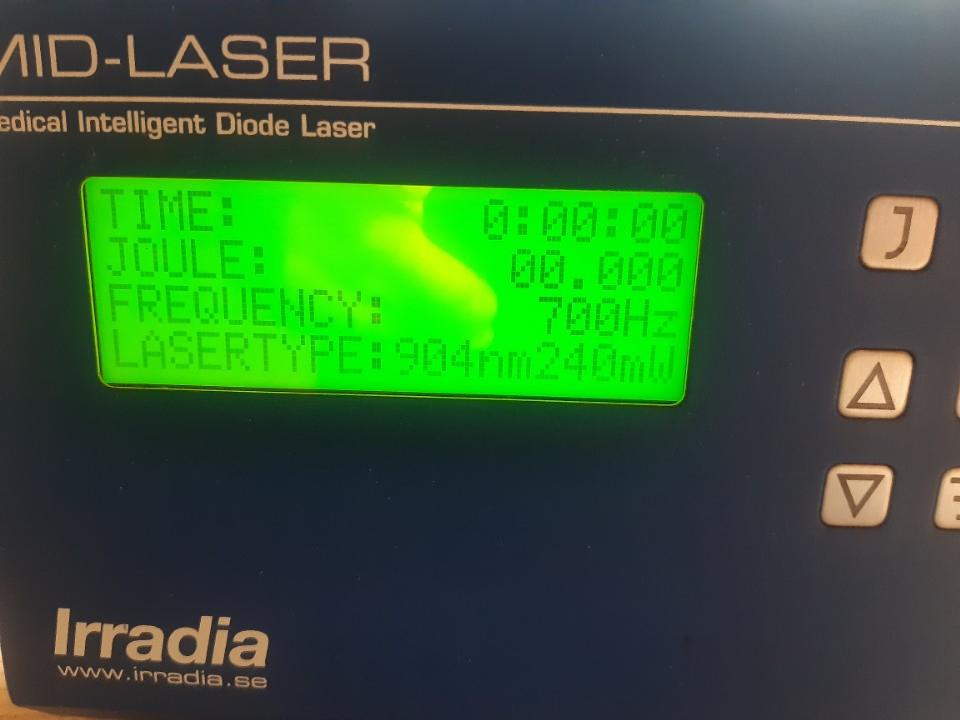 MID-LASER
edical Intelligent Diode Laser
TIME: 0:00:00
JOULE: 00.000
FREQUENCY: 700Hz
LASERTYPE:904nm240mW
J
Irradia
www.irradia.se